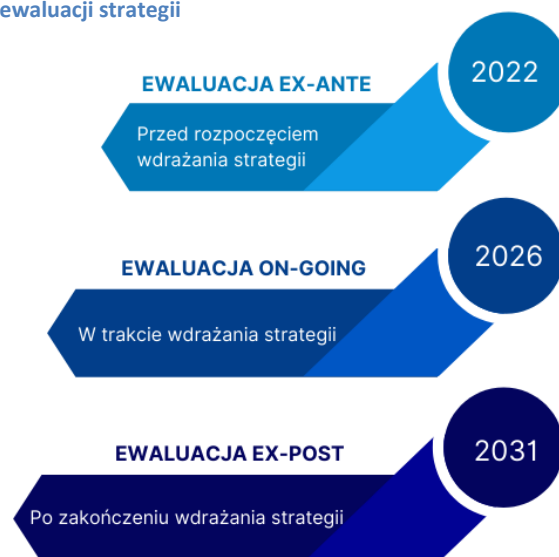 ewaluacji strategii
2022
EWALUACJA EX-ANTE
Przed rozpoczęciem
wdrażania strategii
2026
EWALUACJA ON-GOING
W trakcie wdrażania strategii
2031
EWALUACJA EX-POST
Po zakończeniu wdrażania strategii